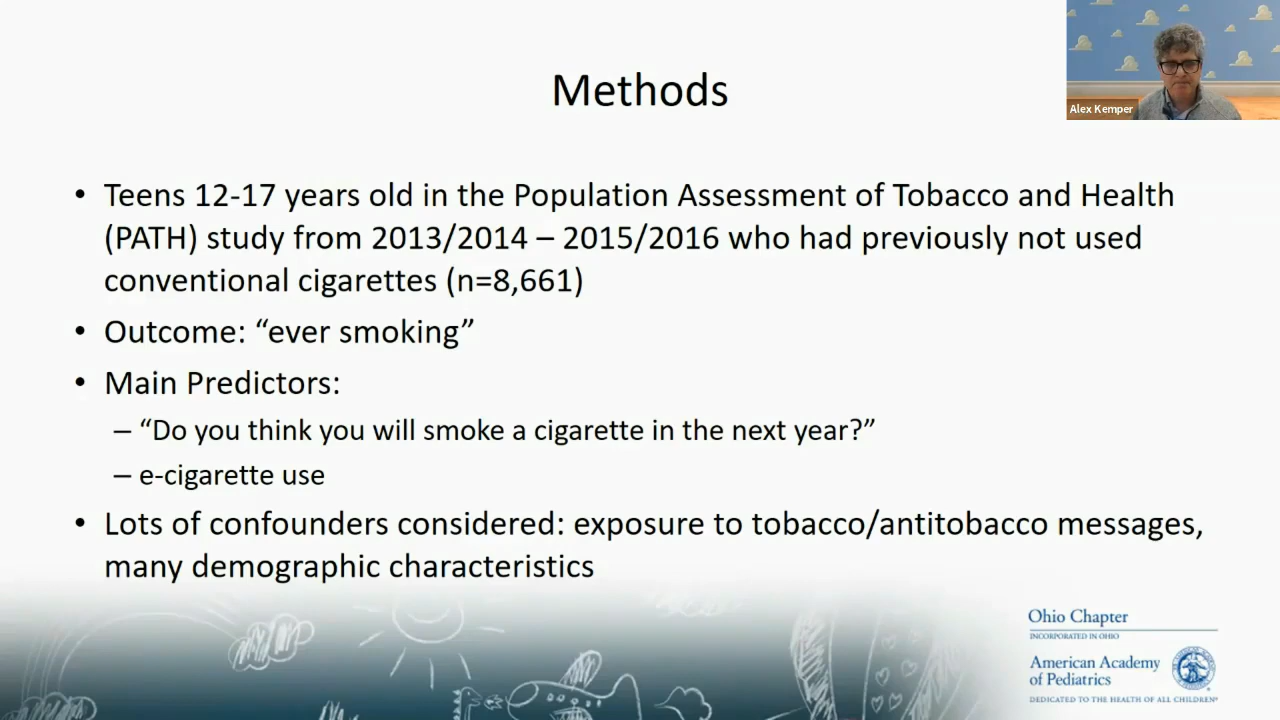 Methods
Alex Kemper
• Teens 12-17 years old in the Population Assessment of Tobacco and Health
(PATH) study from 2013/2014 – 2015/2016 who had previously not used
conventional cigarettes (n=8,661)
• Outcome: “ever smoking”
• Main Predictors:
– “Do you think you will smoke a cigarette in the next year?”
– e-cigarette use
• Lots of confounders considered: exposure to tobacco/antitobacco messages,
many demographic characteristics
Ohio Chapter
INCORPORATED IN OHIO
American Academy
of Pediatrics
DEDICATED TO THE HEALTH OF ALL CHILDREN®